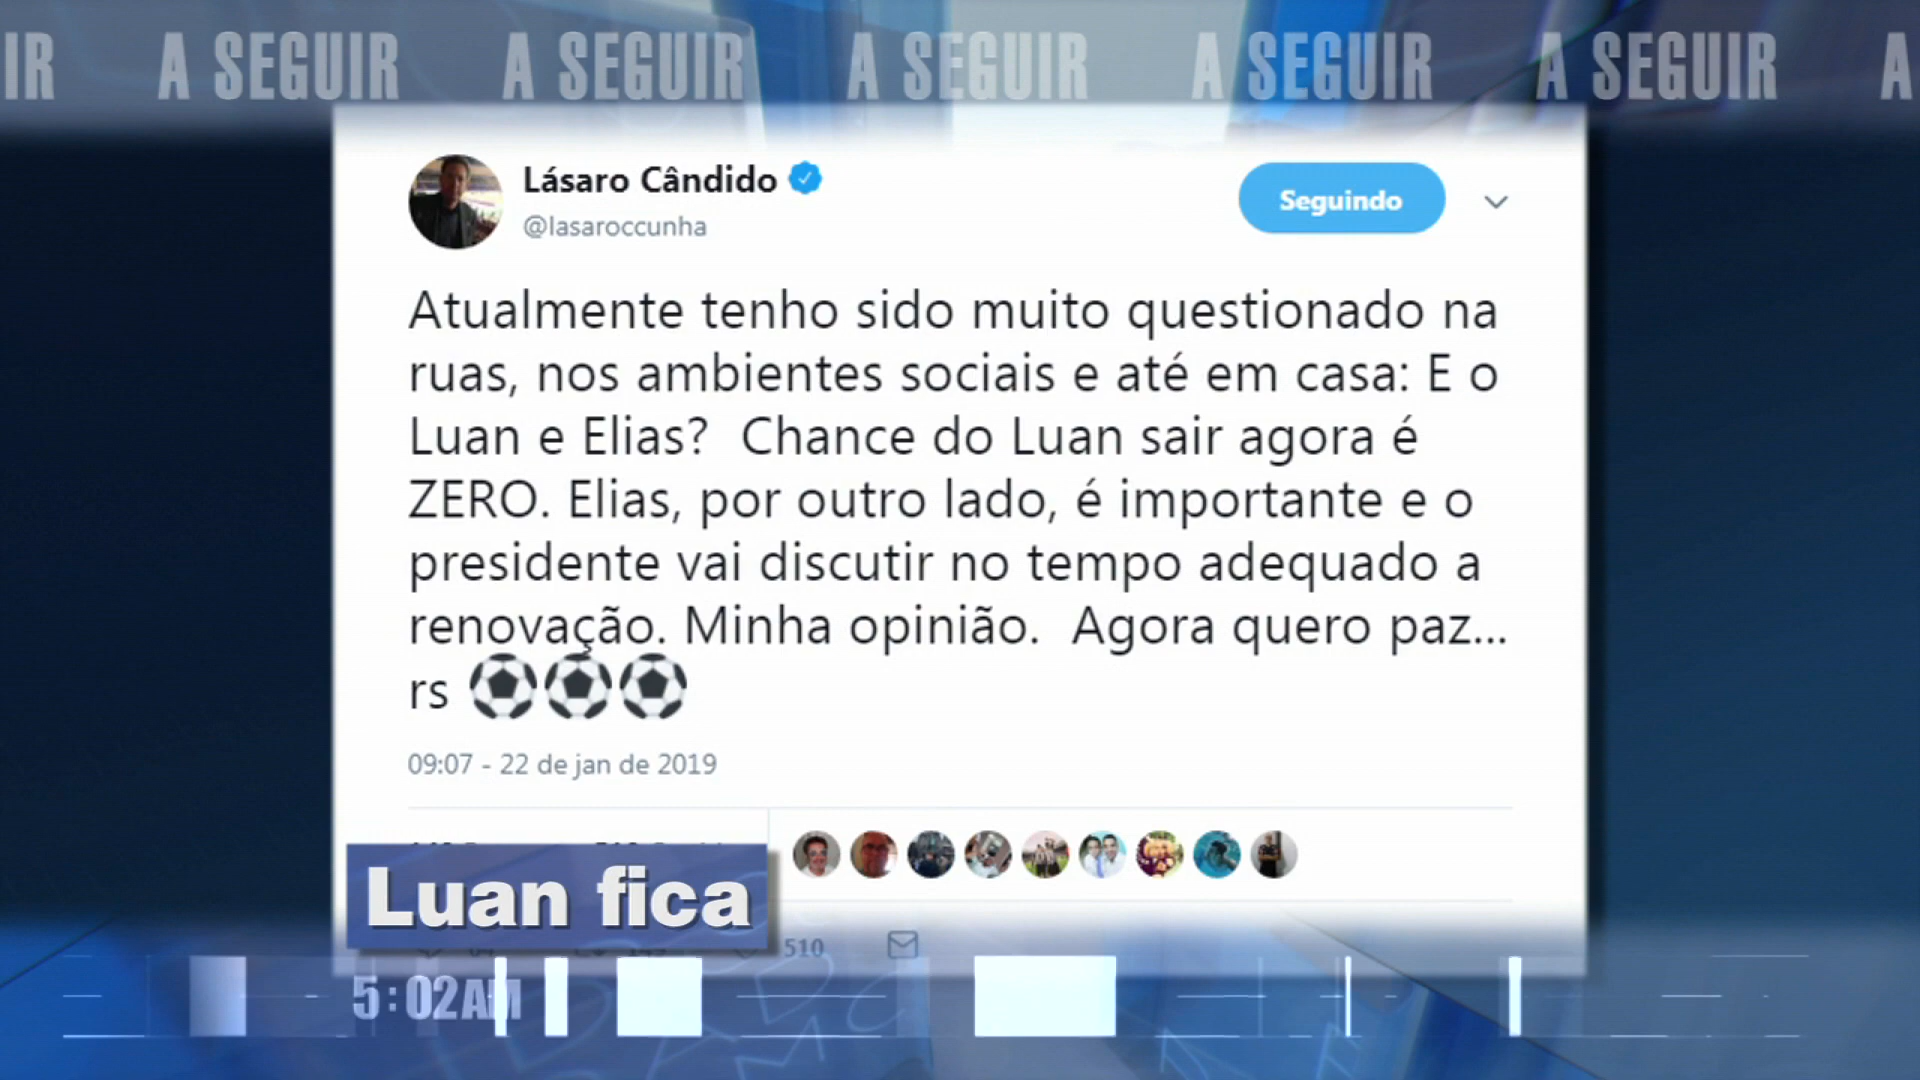 IR A SEGUIR A SEGUIR A SEGUIR A SEGUIR A SEGUIR A
Lásaro Cândido
@lasaroccunha
Seguindo
Atualmente tenho sido muito questionado na
ruas, nos ambientes sociais e até em casa: E o
Luan e Elias? Chance do Luan sair agora é
ZERO. Elias, por outro lado, é importante e o
presidente vai discutir no tempo adequado a
renovação. Minha opinião. Agora quero paz...
rs
09:07 - 22 de jan de 2019
Luan fica
510
5:02AM